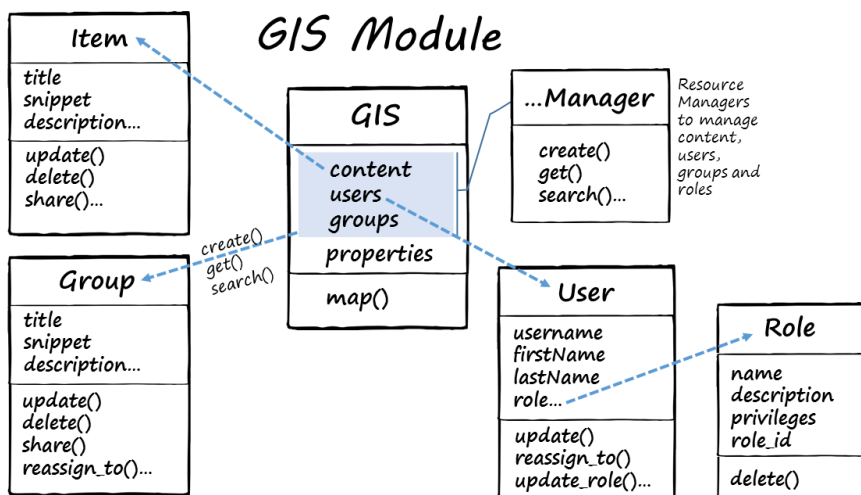 GIS Module
Item
title
snippet
description...
update()
delete()
share()...
GIS
content
users
groups
properties
map()
...Manager
create()
get()
search()...
Resource
Managers
to manage
content,
users,
groups and
roles
create()
get()
search()
Group
title
snippet
description...
update()
delete()
share()
reassign_to()...
User
username
firstName
lastName
role...
update()
reassign_to()
update_role()...
Role
name
description
privileges
role_id
delete()